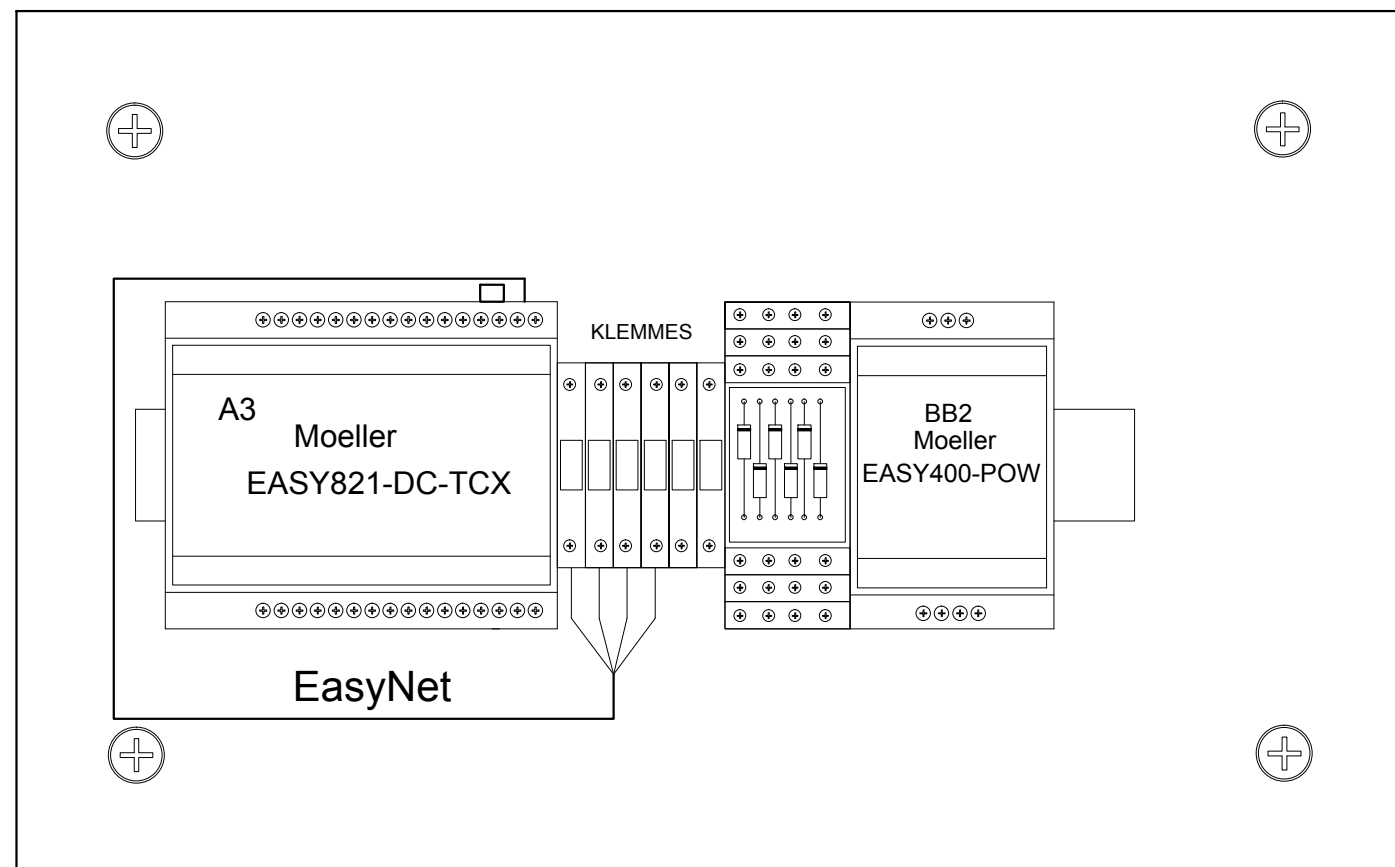 KLEMMES
A3
Moeller
EASY821-DC-TCX
BB2
Moeller
EASY400-POW
EasyNet